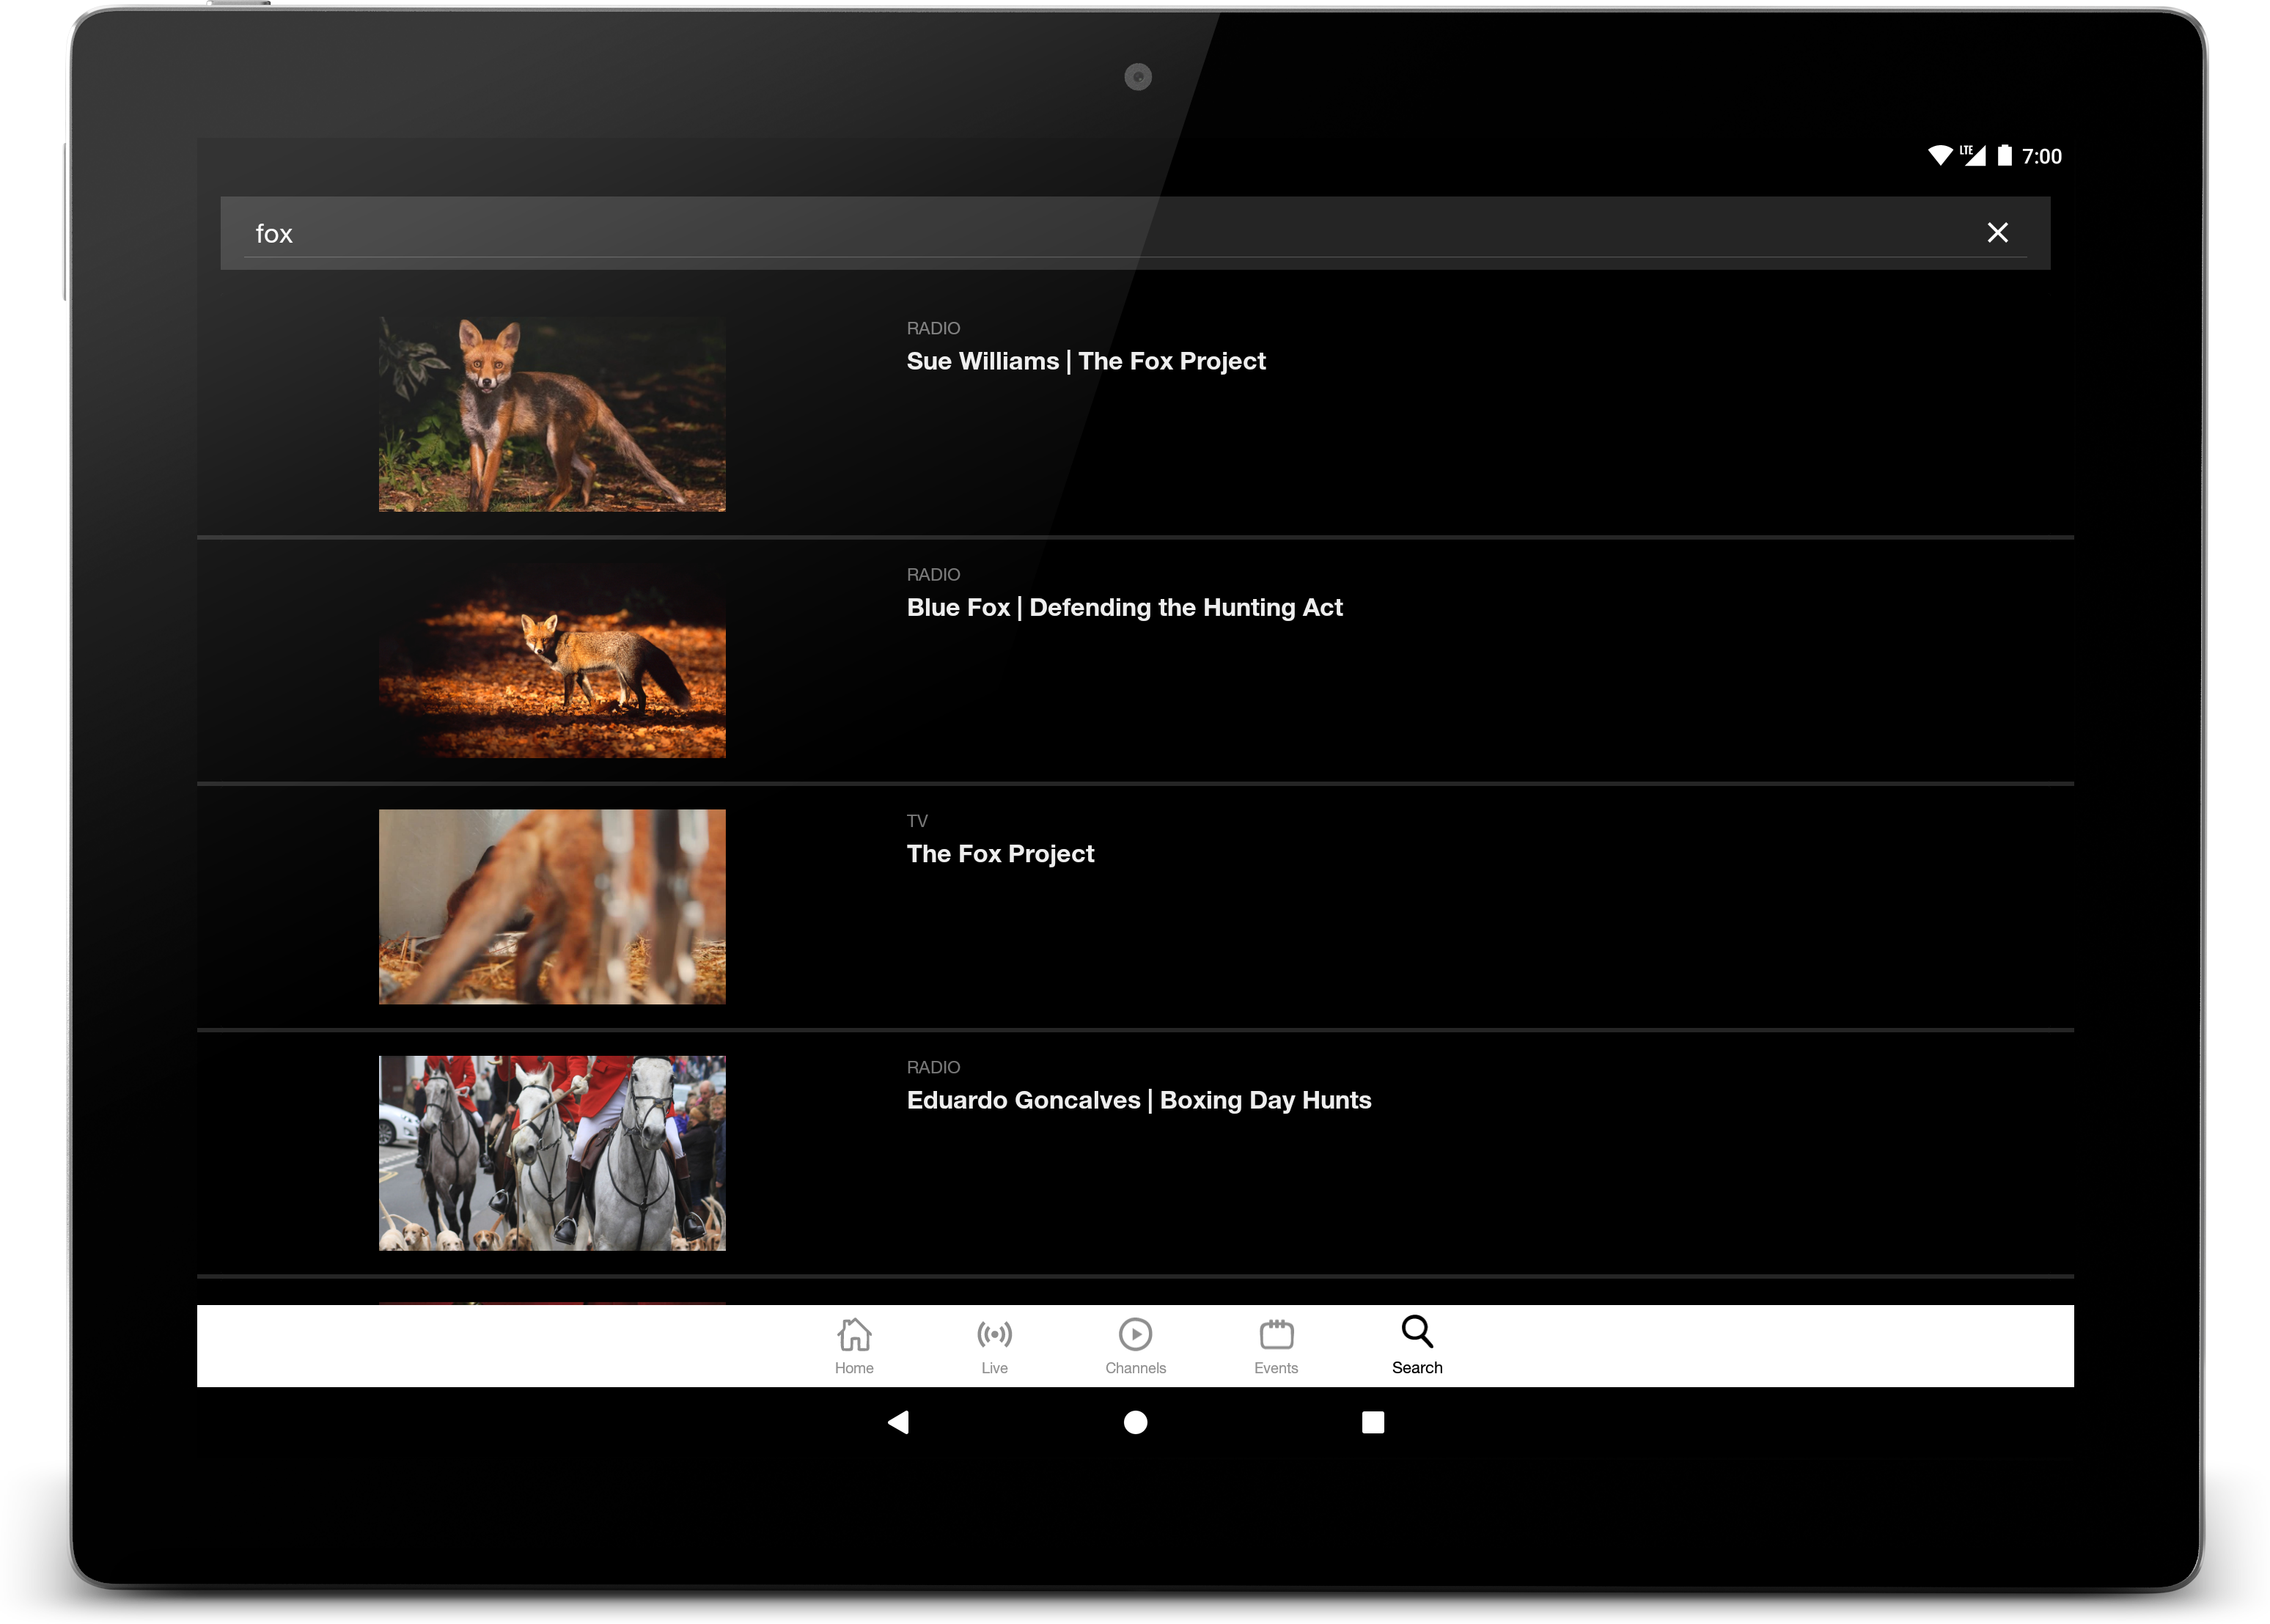 LTE 7:00
fox
RADIO
Sue Williams | The Fox Project
RADIO
Blue Fox | Defending the Hunting Act
TV
The Fox Project
RADIO
Eduardo Goncalves | Boxing Day Hunts
Home Live Channels Events Search